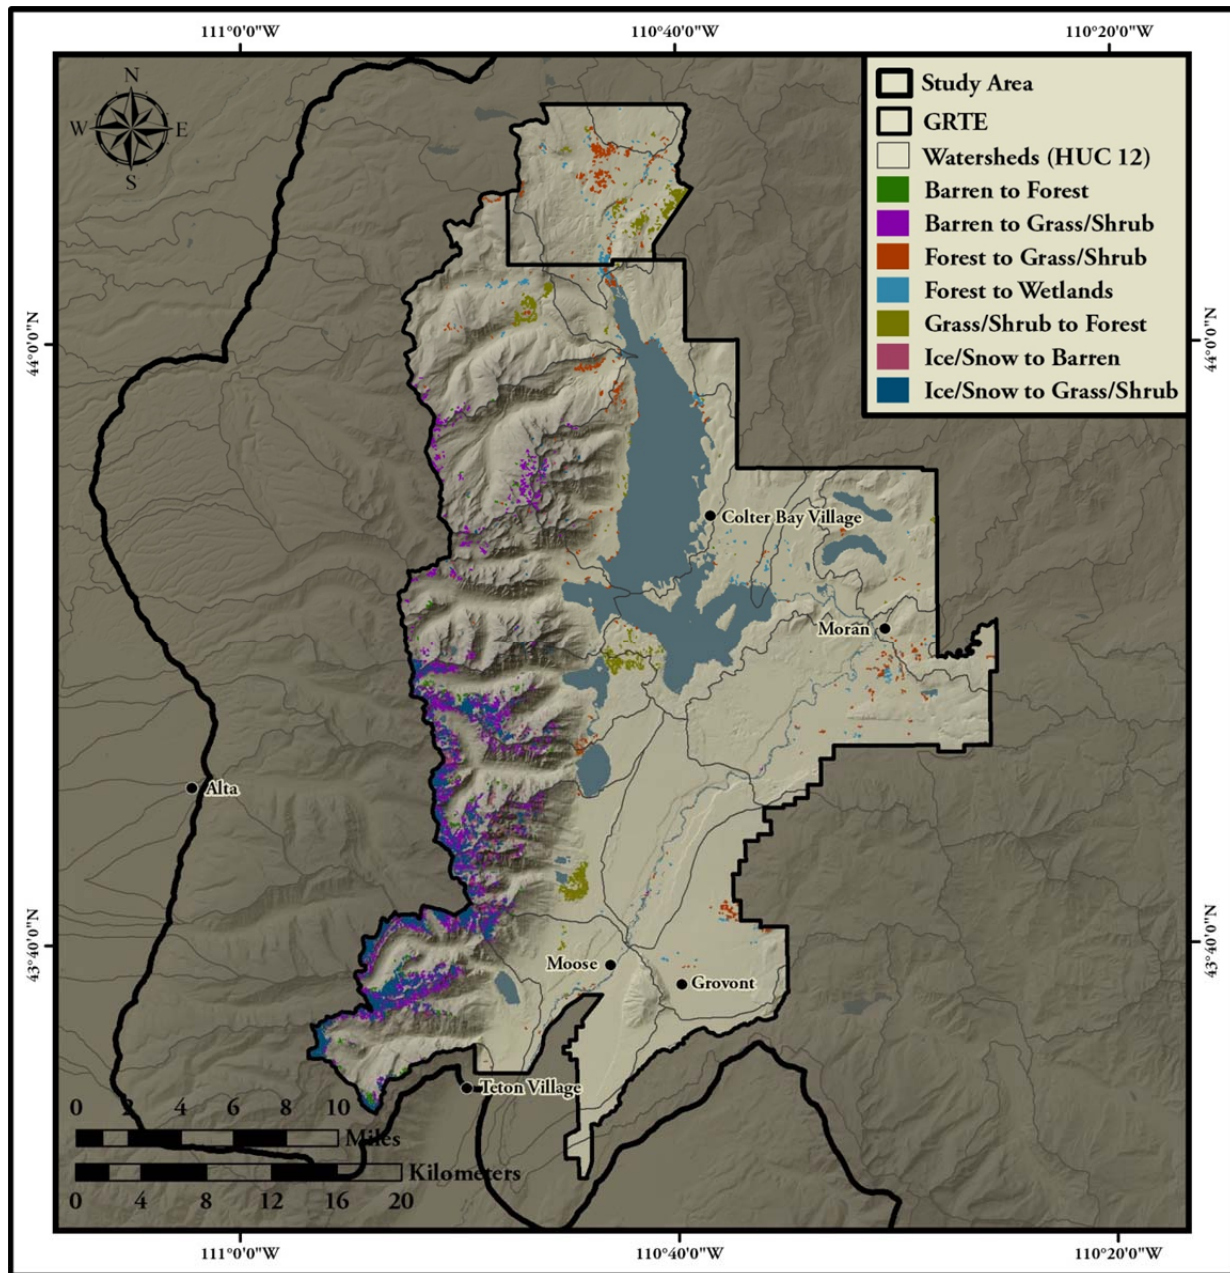 111°0'0"W 110°40'0"W 110°20'0"W
N
W E
S
Study Area
GRTE
Watersheds (HUC 12)
Barren to Forest
Barren to Grass/Shrub
Forest to Grass/Shrub
Forest to Wetlands
Grass/Shrub to Forest
Ice/Snow to Barren
Ice/Snow to Grass/Shrub
44°0'0"N 44°0'0"N
Colter Bay Village
Moran
Alta
43°40'0"N 43°40'0"N
Moose
Grovont
Teton Village
0 2 4 6 8 10
Miles
Kilometers
0 4 8 12 16 20
111°0'0"W 110°40'0"W 110°20'0"W